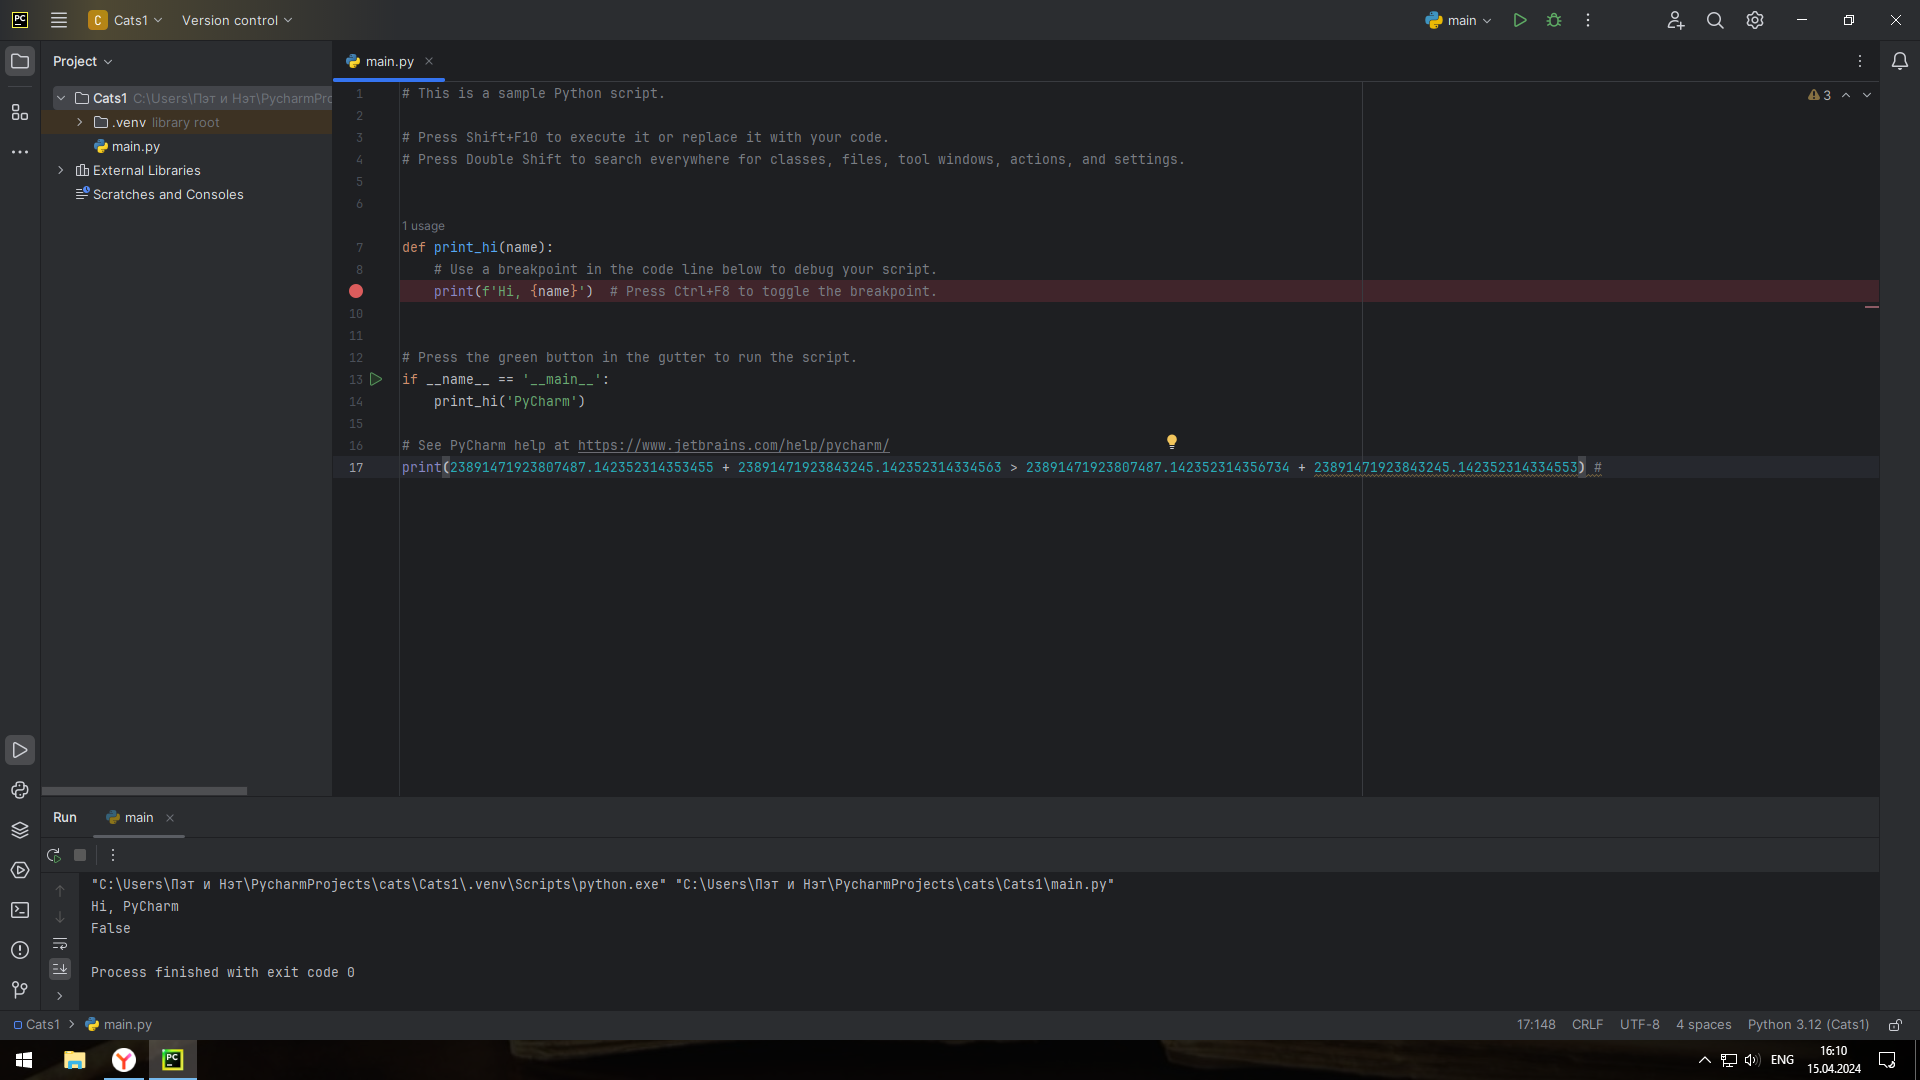 PC
C Cats1 Version control main
Project
main.py
Cats1 C:\Users\Пэт и Нэт\PycharmPro
.venv library root
main.py
External Libraries
Scratches and Consoles
3
1 # This is a sample Python script.
2
3 # Press Shift+F10 to execute it or replace it with your code.
4 # Press Double Shift to search everywhere for classes, files, tool windows, actions, and settings.
5
6
1 usage
7 def print_hi(name):
8 # Use a breakpoint in the code line below to debug your script.
print(f'Hi, {name}') # Press Ctrl+F8 to toggle the breakpoint.
10
11
12 # Press the green button in the gutter to run the script.
13 if __name__ == '__main__':
14 print_hi('PyCharm')
15
16 # See PyCharm help at https://www.jetbrains.com/help/pycharm/
17 print(23891471923807487.142352314353455 + 23891471923843245.142352314334563 > 23891471923807487.142352314356734 + 23891471923843245.142352314334553) #
Run main
"C:\Users\Пэт и Нэт\PycharmProjects\cats\Cats1\.venv\Scripts\python.exe" "C:\Users\Пэт и Нэт\PycharmProjects\cats\Cats1\main.py"
Hi, PyCharm
False
Process finished with exit code 0
Cats1 main.py
17:148 CRLF UTF-8 4 spaces Python 3.12 (Cats1)
PC
ENG
16:10
15.04.2024